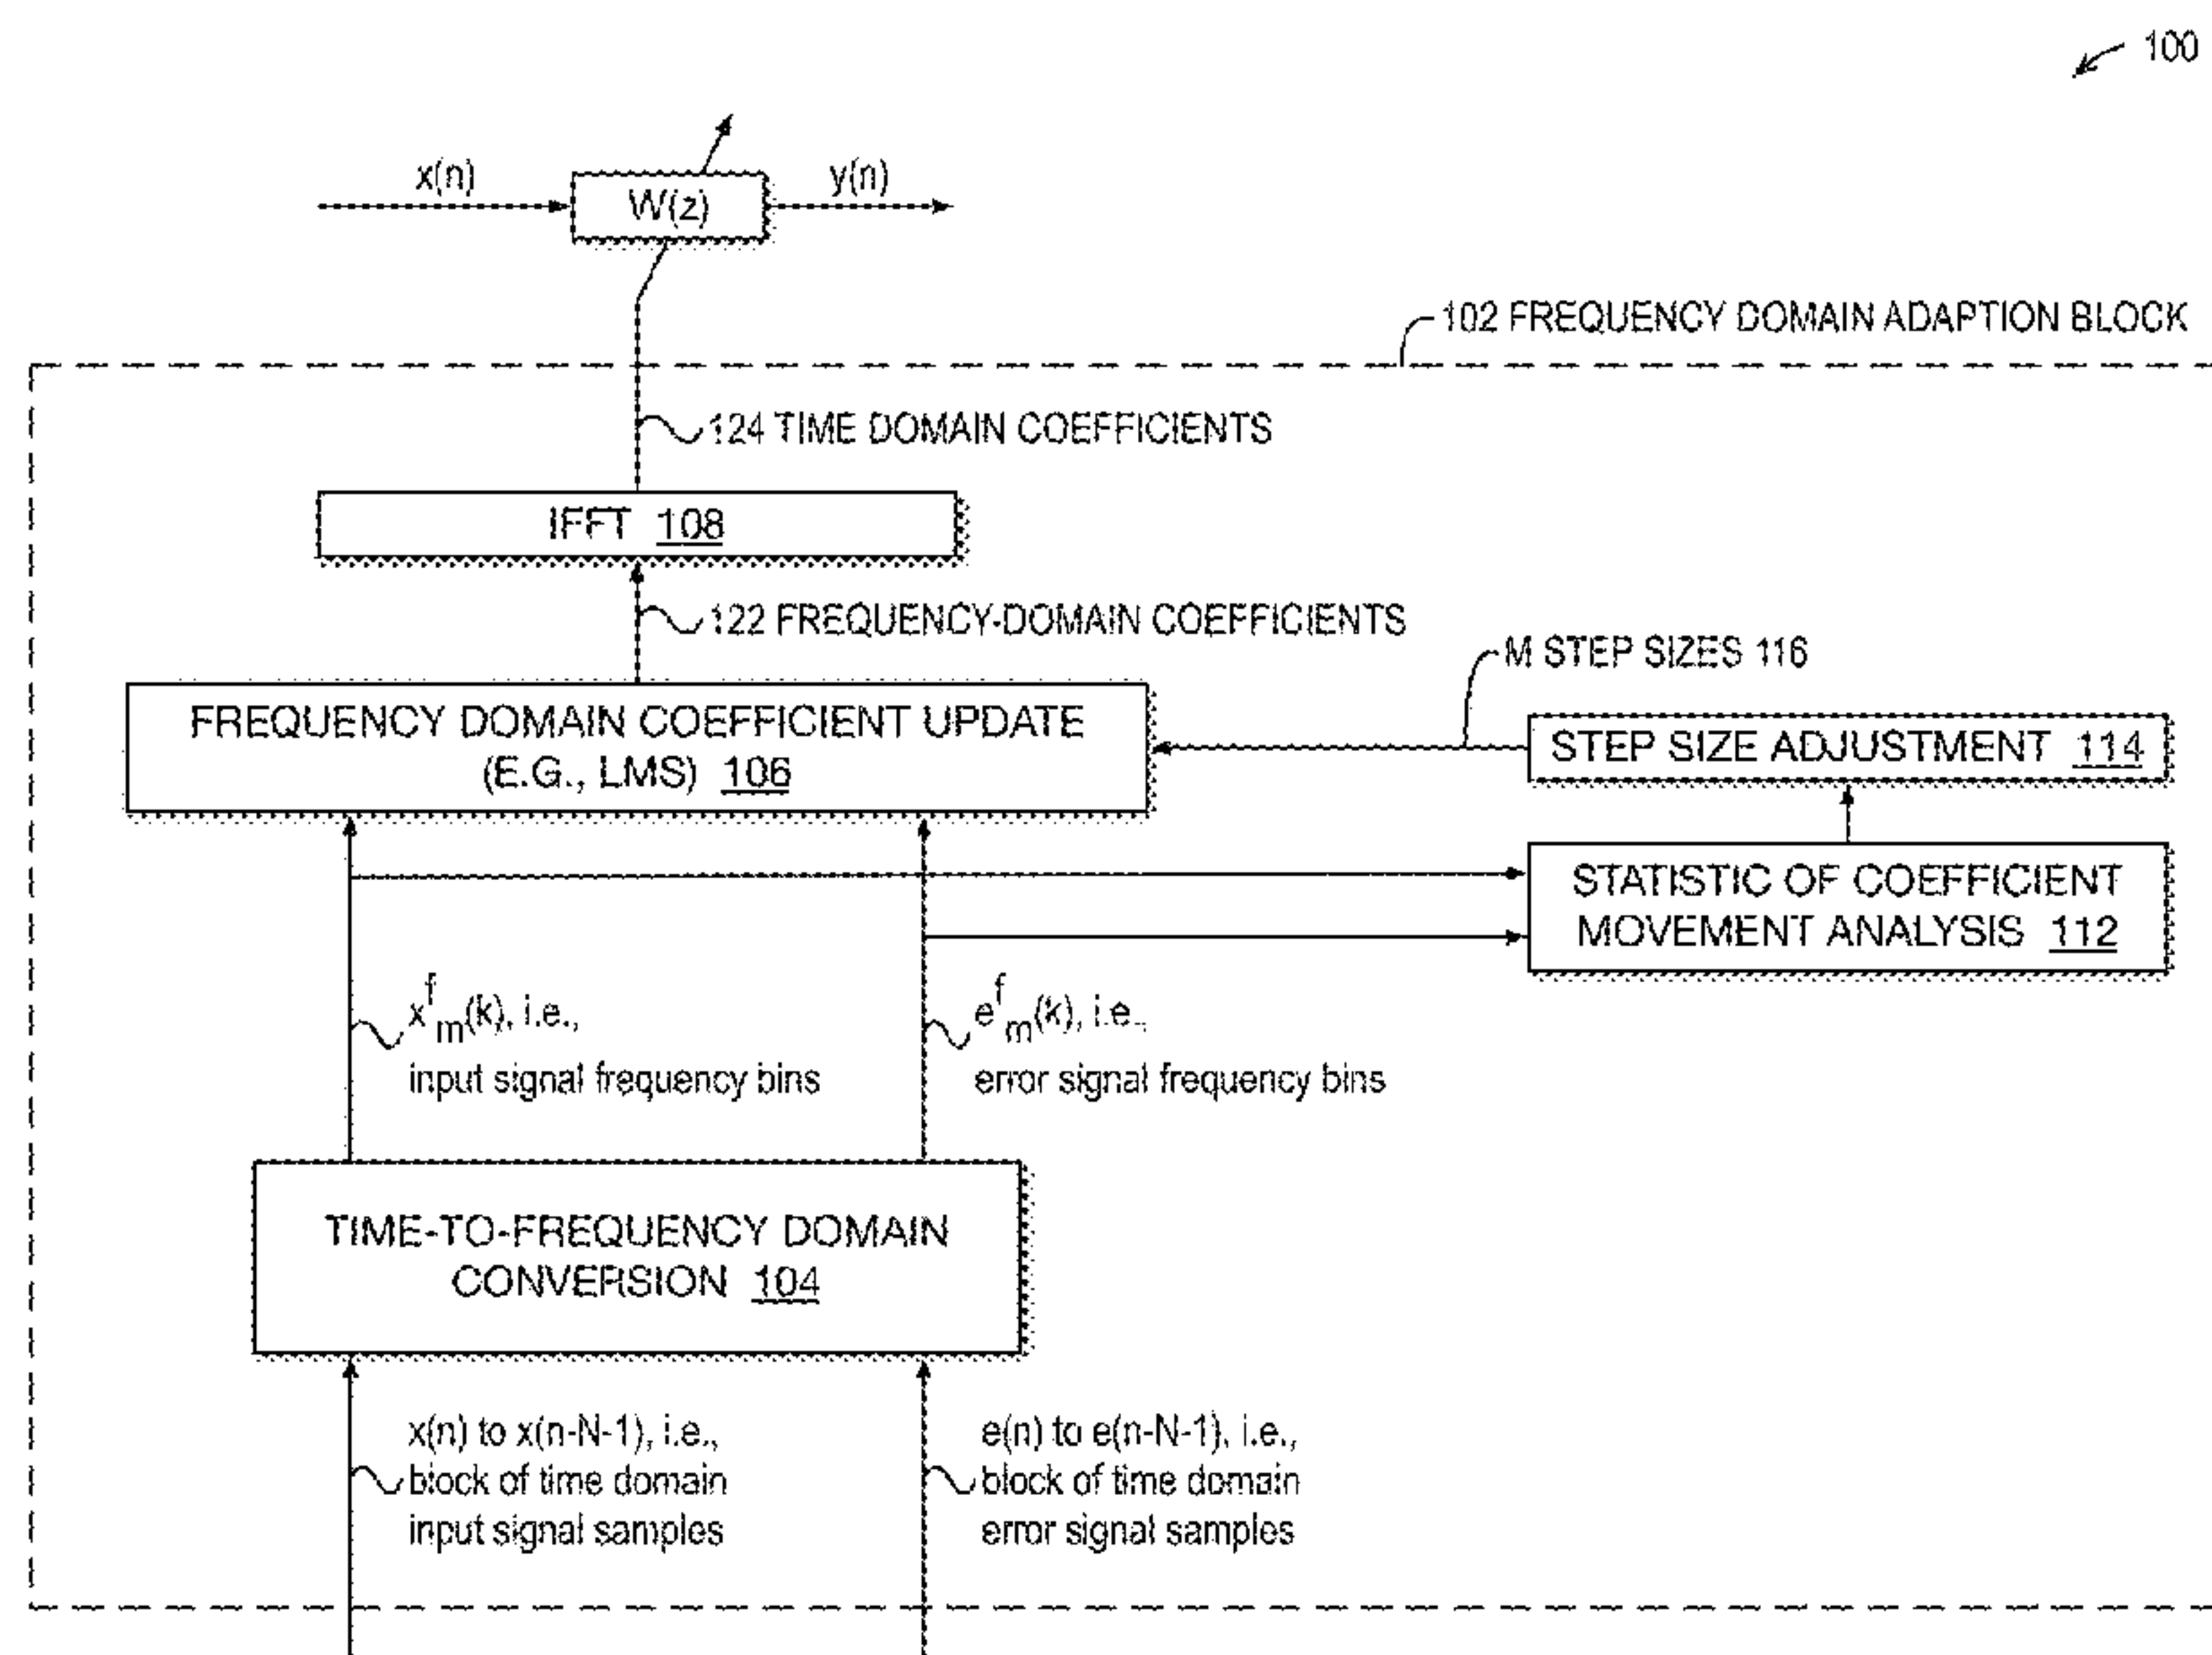 100
x(n)
W(z)
y(n)
102 FREQUENCY DOMAIN ADAPTION BLOCK
124 TIME DOMAIN COEFFICIENTS
IFFT 108
122 FREQUENCY-DOMAIN COEFFICIENTS
M STEP SIZES 116
FREQUENCY DOMAIN COEFFICIENT UPDATE
(E.G., LMS) 106
STEP SIZE ADJUSTMENT 114
STATISTIC OF COEFFICIENT
MOVEMENT ANALYSIS 112
x^f_m(k), i.e.,
input signal frequency bins
e^f_m(k), i.e.,
error signal frequency bins
TIME-TO-FREQUENCY DOMAIN
CONVERSION 104
x(n) to x(n-N-1), i.e.,
block of time domain
input signal samples
e(n) to e(n-N-1), i.e.,
block of time domain
error signal samples